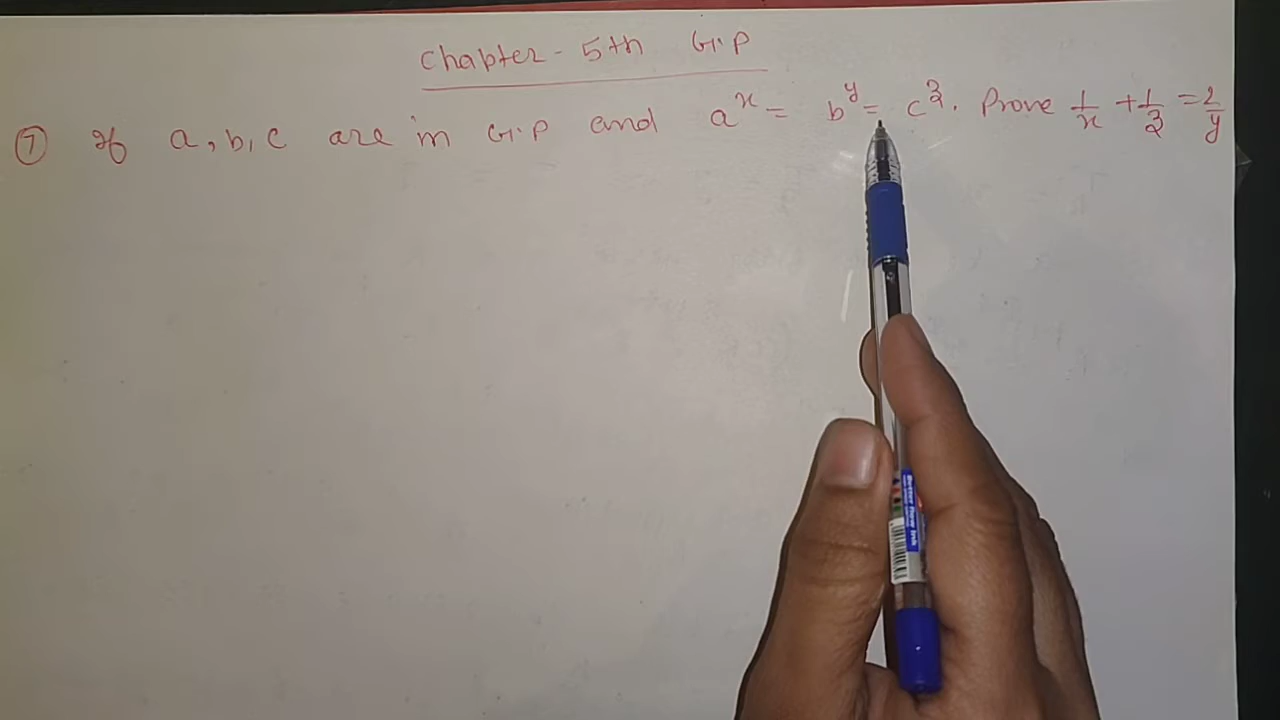 Chapter - 5th G.P
⑦ If a, b, c are in G.P and a^x = b^y = c^z. Prove 1/x + 1/z = 2/y